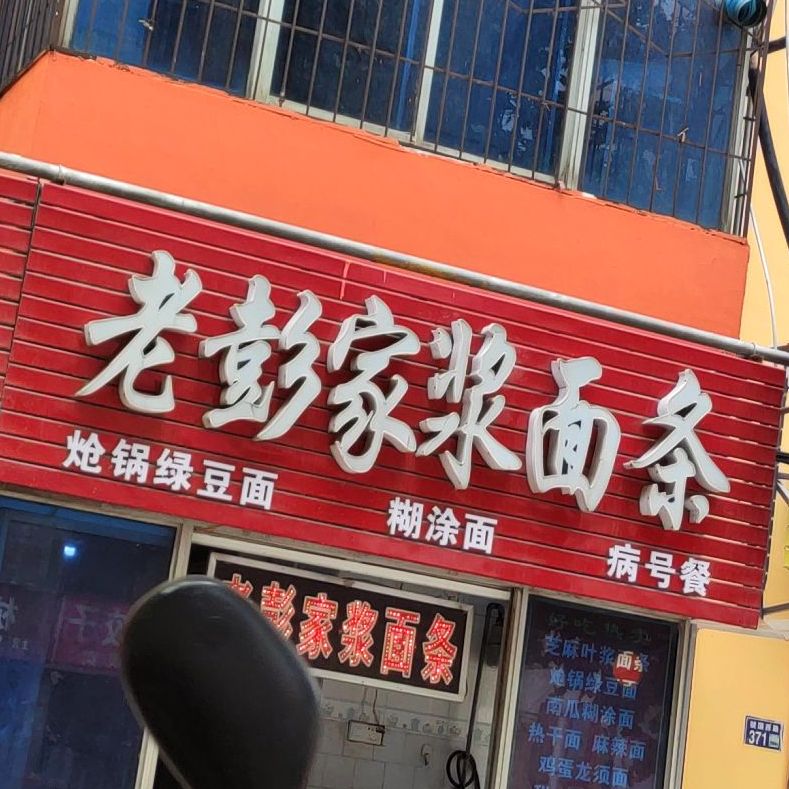 老彭家浆面条
炝锅绿豆面
糊涂面
病号餐
老彭家浆面条
芝麻叶浆面条
炝锅绿豆面
南瓜糊涂面
热干面 麻辣面
鸡蛋龙须面
371